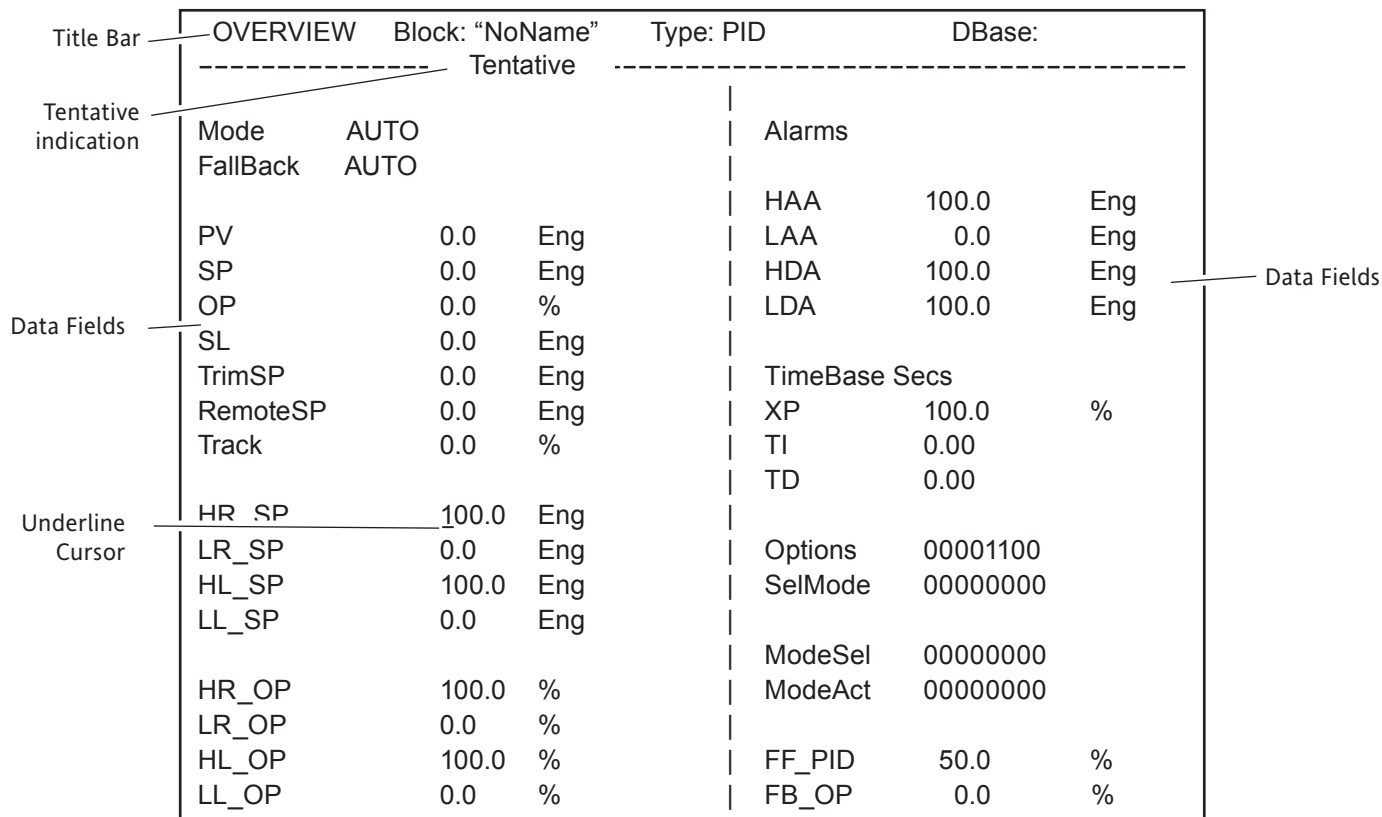 Title Bar
OVERVIEW Block: “NoName” Type: PID DBase:
Tentative
Tentative
indication
Mode AUTO
FallBack AUTO
PV 0.0 Eng
SP 0.0 Eng
OP 0.0 %
Data Fields
SL 0.0 Eng
TrimSP 0.0 Eng
RemoteSP 0.0 Eng
Track 0.0 %
Underline
Cursor
HR_SP 100.0 Eng
LR_SP 0.0 Eng
HL_SP 100.0 Eng
LL_SP 0.0 Eng
HR_OP 100.0 %
LR_OP 0.0 %
HL_OP 100.0 %
LL_OP 0.0 %
Alarms
HAA 100.0 Eng
LAA 0.0 Eng
HDA 100.0 Eng
LDA 100.0 Eng
Data Fields
TimeBase Secs
XP 100.0 %
TI 0.00
TD 0.00
Options 00001100
SelMode 00000000
ModeSel 00000000
ModeAct 00000000
FF_PID 50.0 %
FB_OP 0.0 %